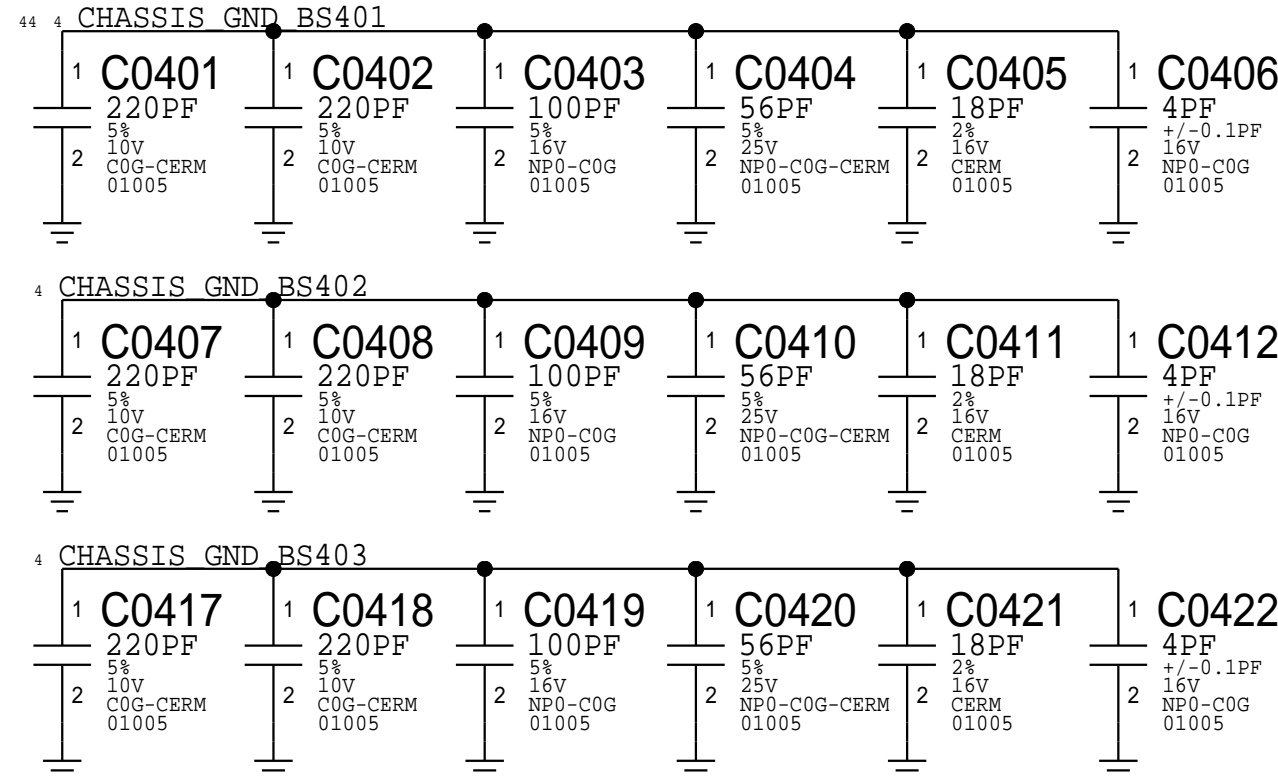 44 4 CHASSIS_GND_BS401
1 C0401 1 C0402 1 C0403 1 C0404 1 C0405 1 C0406
220PF 220PF 100PF 56PF 18PF 4PF
5% 5% 5% 5% 2% +/-0.1PF
10V 10V 16V 25V 16V 16V
2 C0G-CERM 2 C0G-CERM 2 NP0-C0G 2 NP0-C0G-CERM 2 CERM 2 NP0-C0G
01005 01005 01005 01005 01005 01005
4 CHASSIS_GND_BS402
1 C0407 1 C0408 1 C0409 1 C0410 1 C0411 1 C0412
220PF 220PF 100PF 56PF 18PF 4PF
5% 5% 5% 5% 2% +/-0.1PF
10V 10V 16V 25V 16V 16V
2 C0G-CERM 2 C0G-CERM 2 NP0-C0G 2 NP0-C0G-CERM 2 CERM 2 NP0-C0G
01005 01005 01005 01005 01005 01005
4 CHASSIS_GND_BS403
1 C0417 1 C0418 1 C0419 1 C0420 1 C0421 1 C0422
220PF 220PF 100PF 56PF 18PF 4PF
5% 5% 5% 5% 2% +/-0.1PF
10V 10V 16V 25V 16V 16V
2 C0G-CERM 2 C0G-CERM 2 NP0-C0G 2 NP0-C0G-CERM 2 CERM 2 NP0-C0G
01005 01005 01005 01005 01005 01005